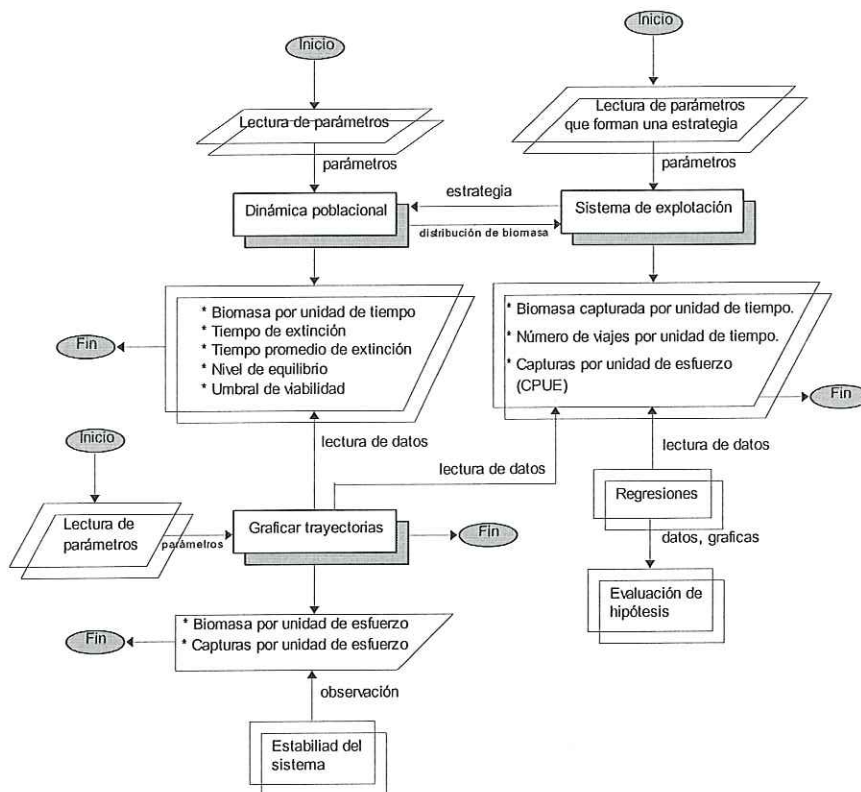 Inicio
Inicio
Lectura de parámetros
Lectura de parámetros
que forman una estrategia
parámetros
parámetros
Dinámica poblacional
estrategia
Sistema de explotación
distribución de biomasa
* Biomasa por unidad de tiempo
* Tiempo de extinción
* Tiempo promedio de extinción
* Nivel de equilibrio
* Umbral de viabilidad
Fin
* Biomasa capturada por unidad de tiempo.
* Número de viajes por unidad de tiempo.
* Capturas por unidad de esfuerzo
(CPUE)
Fin
lectura de datos
lectura de datos
lectura de datos
Inicio
Lectura de
parámetros
parámetros
Graficar trayectorias
Fin
Regresiones
datos, graficas
Evaluación de
hipótesis
* Biomasa por unidad de esfuerzo
* Capturas por unidad de esfuerzo
Fin
observación
Estabiliad del
sistema